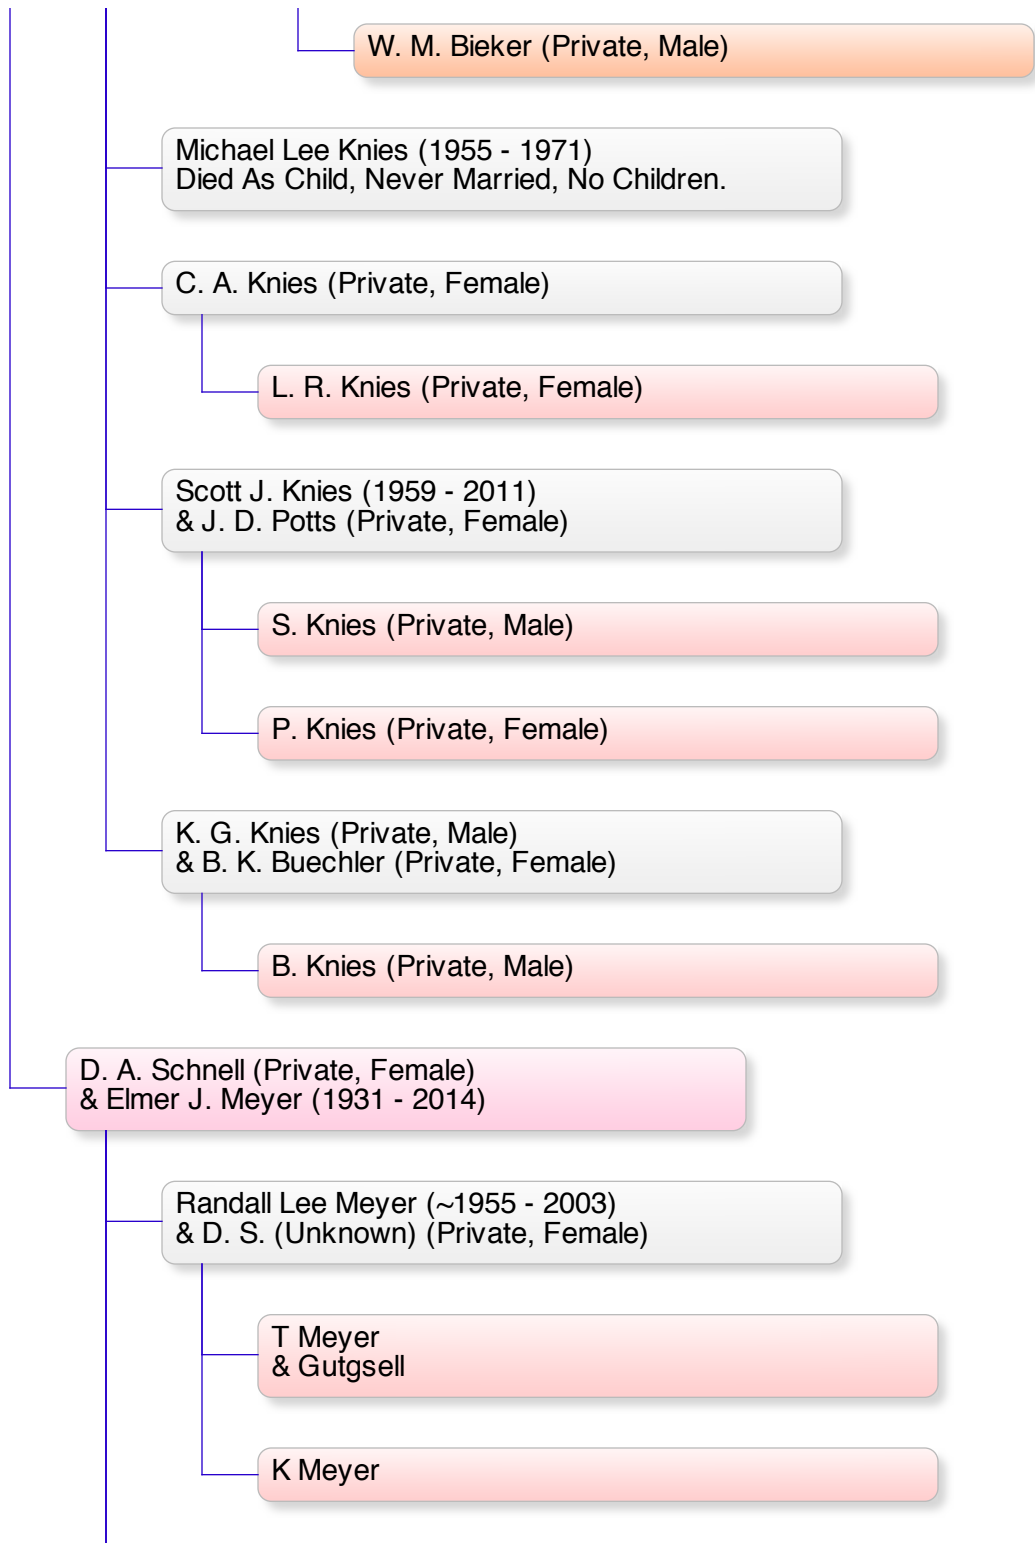 W. M. Bieker (Private, Male)
Michael Lee Knies (1955 - 1971)
Died As Child, Never Married, No Children.
C. A. Knies (Private, Female)
L. R. Knies (Private, Female)
Scott J. Knies (1959 - 2011)
& J. D. Potts (Private, Female)
S. Knies (Private, Male)
P. Knies (Private, Female)
K. G. Knies (Private, Male)
& B. K. Buechler (Private, Female)
B. Knies (Private, Male)
D. A. Schnell (Private, Female)
& Elmer J. Meyer (1931 - 2014)
Randall Lee Meyer (~1955 - 2003)
& D. S. (Unknown) (Private, Female)
T Meyer
& Gutgsell
K Meyer